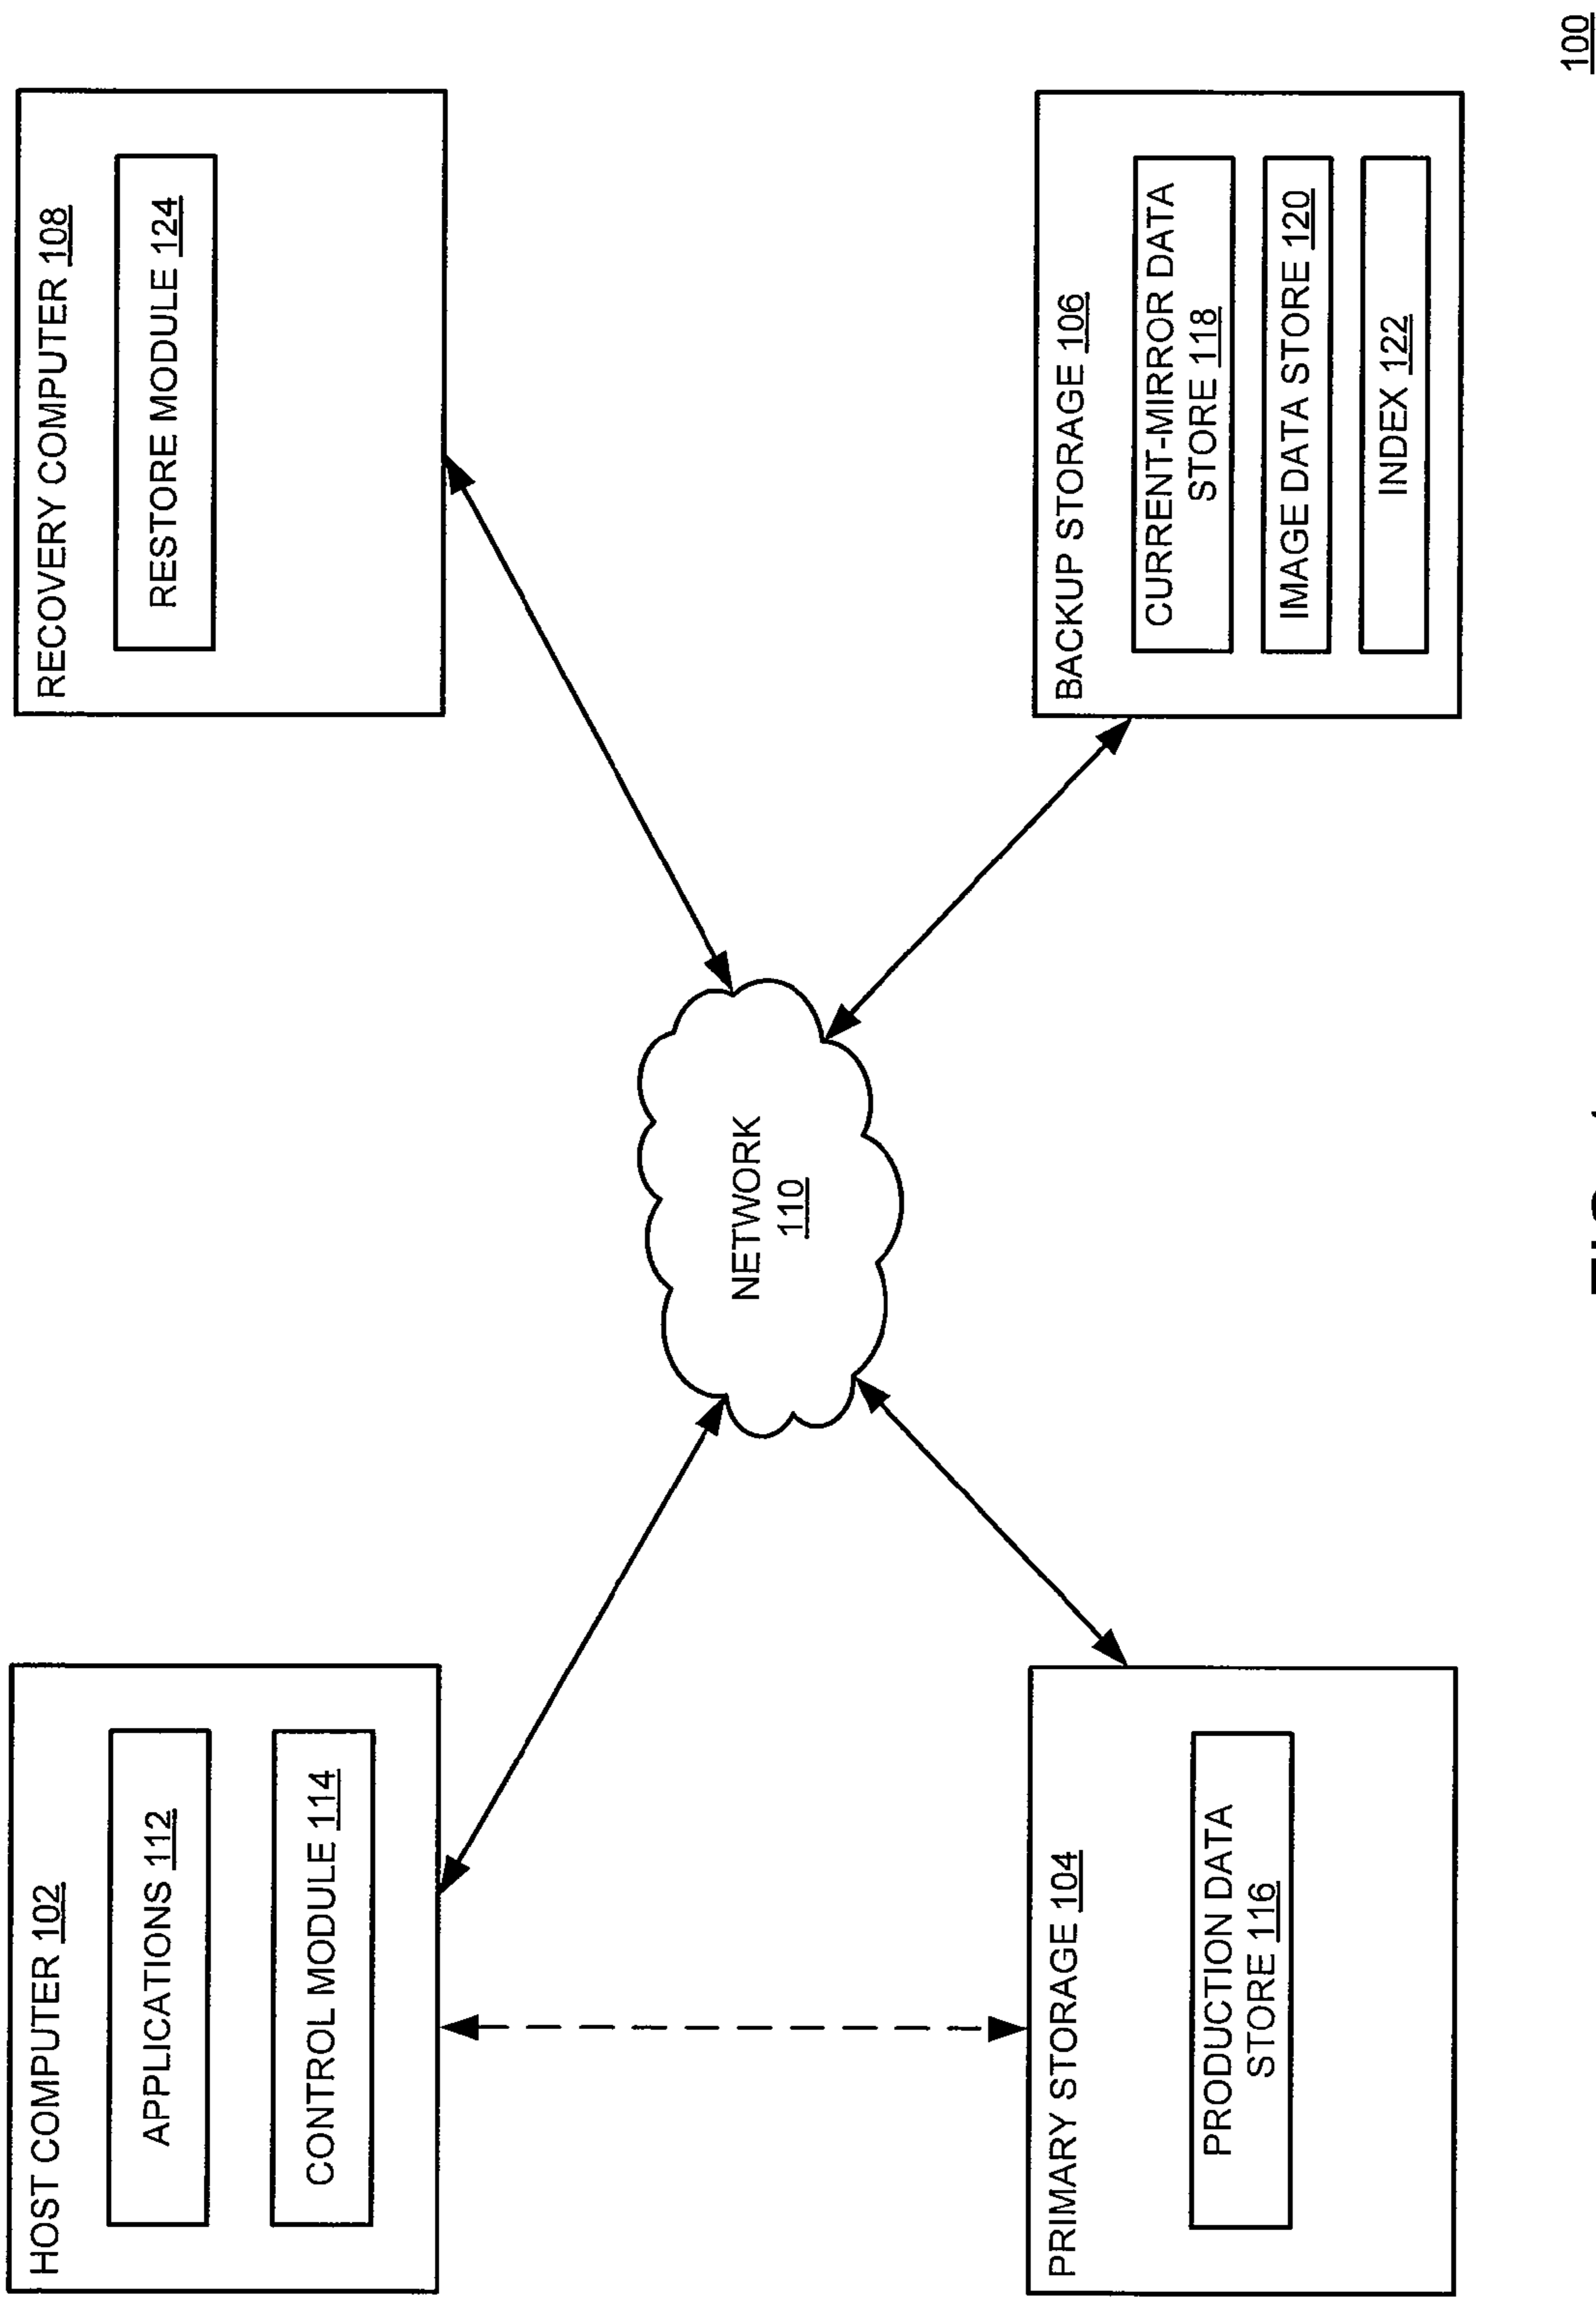 HOST COMPUTER 102
APPLICATIONS 112
CONTROL MODULE 114
RECOVERY COMPUTER 108
RESTORE MODULE 124
NETWORK
110
PRIMARY STORAGE 104
PRODUCTION DATA
STORE 116
BACKUP STORAGE 106
CURRENT-MIRROR DATA
STORE 118
IMAGE DATA STORE 120
INDEX 122
100